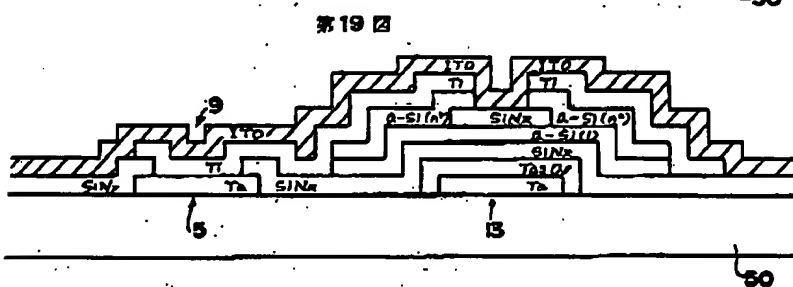 第19図
ITO
ITO
Ti
Ti
9
ITO
a-Si(n+)
SiNx
a-Si(n+)
a-Si(i)
SiNx
Ti
Ta2O5
SiNx
Ta
SiNx
Ta
5
13
50